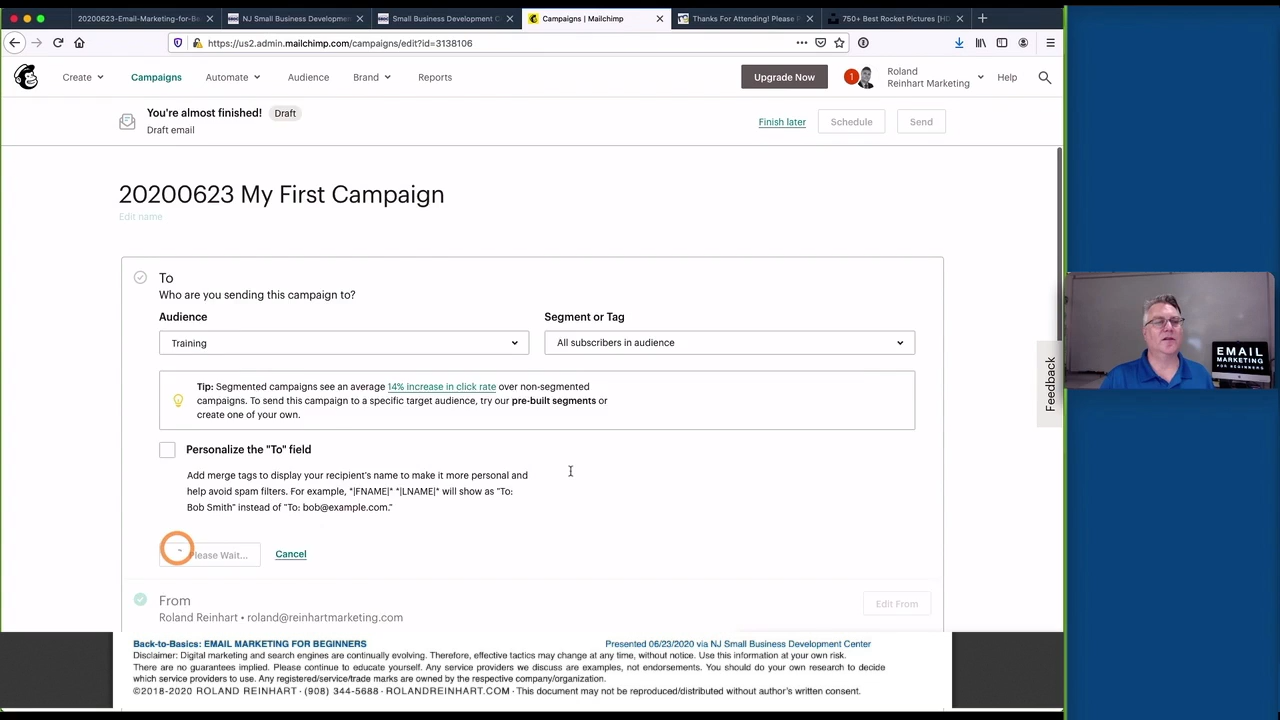 2020623-Email-Marketing-for-Be
NJ Small Business Development
Small Business Development C
Campaigns | Mailchimp
Thanks For Attending! Please R
750+ Best Rocket Pictures [HD
https://us2.admin.mailchimp.com/campaigns/edit?id=3138106
Create
Campaigns
Automate
Audience
Brand
Reports
Upgrade Now
1
Roland
Reinhart Marketing
Help
You're almost finished!
Draft
Draft email
Finish later
Schedule
Send
20200623 My First Campaign
Edit name
To
Who are you sending this campaign to?
Audience
Segment or Tag
Training
All subscribers in audience
Tip: Segmented campaigns see an average 14% increase in click rate over non-segmented
campaigns. To send this campaign to a specific target audience, try our pre-built segments or
create one of your own.
Feedback
Personalize the "To" field
Add merge tags to display your recipient's name to make it more personal and
help avoid spam filters. For example, *|FNAME|* *|LNAME|* will show as "To:
Bob Smith" instead of "To: bob@example.com."
Please Wait...
Cancel
From
Roland Reinhart • roland@reinhartmarketing.com
Edit From
EMAIL
MARKETING
FOR BEGINNERS
Back-to-Basics: EMAIL MARKETING FOR BEGINNERS
Presented 06/23/2020 via NJ Small Business Development Center
Disclaimer: Digital marketing and search engines are continually evolving. Therefore, effective tactics may change at any time, without notice. Use this information at your own risk.
There are no guarantees implied. Please continue to educate yourself. Any service providers we discuss are examples, not endorsements. You should do your own research to decide
which service providers to use. Any registered/service/trade marks are owned by the respective company/organization.
©2018-2020 ROLAND REINHART · (908) 344-5688 · ROLANDREINHART.COM · This document may not be reproduced/distributed without author's written consent.